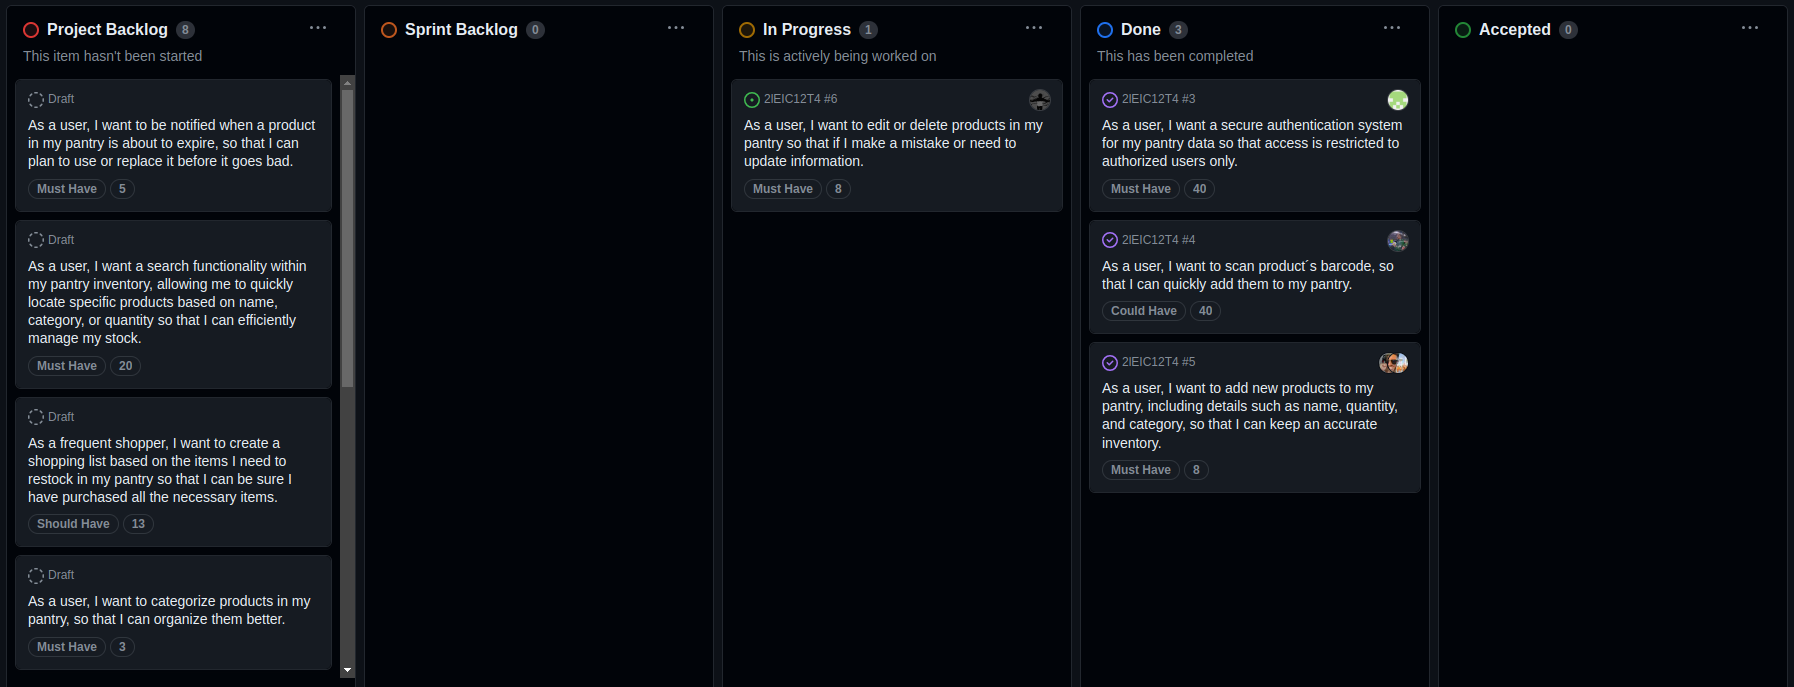 Project Backlog 8 ...
This item hasn't been started
Draft
As a user, I want to be notified when a product
in my pantry is about to expire, so that I can
plan to use or replace it before it goes bad.
Must Have 5
Draft
As a user, I want a search functionality within
my pantry inventory, allowing me to quickly
locate specific products based on name,
category, or quantity so that I can efficiently
manage my stock.
Must Have 20
Draft
As a frequent shopper, I want to create a
shopping list based on the items I need to
restock in my pantry so that I can be sure I
have purchased all the necessary items.
Should Have 13
Draft
As a user, I want to categorize products in my
pantry, so that I can organize them better.
Must Have 3
Sprint Backlog 0 ...
In Progress 1 ...
This is actively being worked on
2lEIC12T4 #6
As a user, I want to edit or delete products in my
pantry so that if I make a mistake or need to
update information.
Must Have 8
Done 3 ...
This has been completed
2lEIC12T4 #3
As a user, I want a secure authentication system
for my pantry data so that access is restricted to
authorized users only.
Must Have 40
2lEIC12T4 #4
As a user, I want to scan product´s barcode, so
that I can quickly add them to my pantry.
Could Have 40
2lEIC12T4 #5
As a user, I want to add new products to my
pantry, including details such as name, quantity,
and category, so that I can keep an accurate
inventory.
Must Have 8
Accepted 0 ...